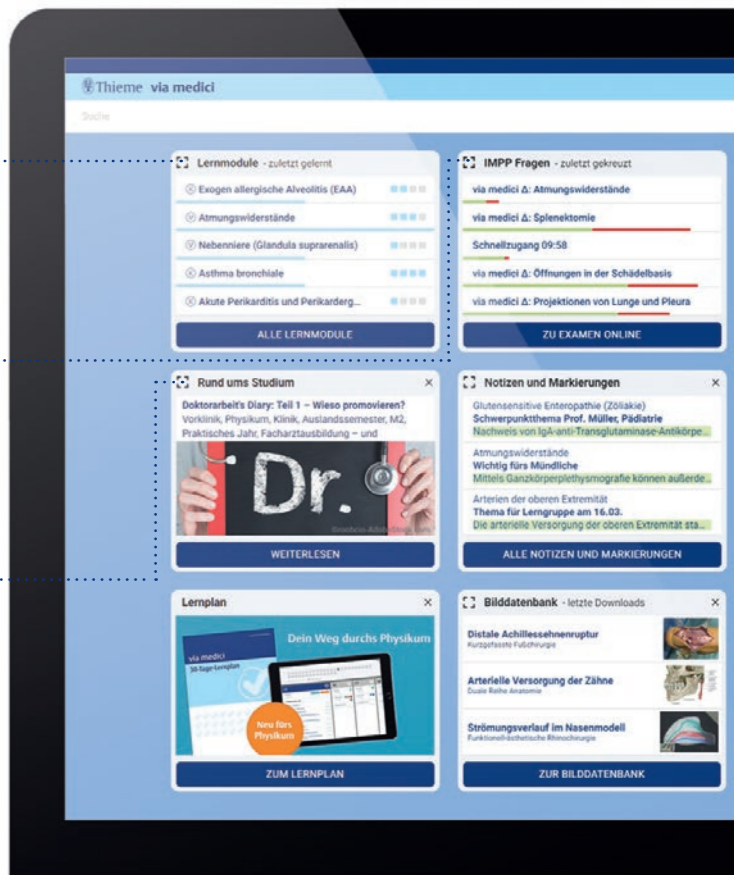 Thieme via medici
Suche
Lernmodule - zuletzt gelernt
Exogen allergische Alveolitis (EAA)
Atmungswiderstände
Nebenniere (Glandula suprarenalis)
Asthma bronchiale
Akute Perikarditis und Perikarderg...
ALLE LERNMODULE
IMPP Fragen - zuletzt gekreuzt
via medici Δ: Atmungswiderstände
via medici Δ: Splenektomie
Schnellzugang 09:58
via medici Δ: Öffnungen in der Schädelbasis
via medici Δ: Projektionen von Lunge und Pleura
ZU EXAMEN ONLINE
Rund ums Studium ×
Doktorarbeit's Diary: Teil 1 – Wieso promovieren?
Vorklinik, Physikum, Klinik, Auslandssemester, M2,
Praktisches Jahr, Facharztausbildung – und
Dr.
WEITERLESEN
Notizen und Markierungen ×
Glutensensitive Enteropathie (Zöliakie)
Schwerpunktthema Prof. Müller, Pädiatrie
Nachweis von IgA-anti-Transglutaminase-Antikörpe...
Atmungswiderstände
Wichtig fürs Mündliche
Mittels Ganzkörperplethysmografie können außerde...
Arterien der oberen Extremität
Thema für Lerngruppe am 16.03.
Die arterielle Versorgung der oberen Extremität sta...
ALLE NOTIZEN UND MARKIERUNGEN
Lernplan ×
Dein Weg durchs Physikum
via medici
30-Tage-Lernplan
Neu fürs
Physikum
ZUM LERNPLAN
Bilddatenbank - letzte Downloads ×
Distale Achillessehnenruptur
Kurzgefasste Fußchirurgie
Arterielle Versorgung der Zähne
Duale Reihe Anatomie
Strömungsverlauf im Nasenmodell
Funktionell-ästhetische Rhinochirurgie
ZUR BILDDATENBANK